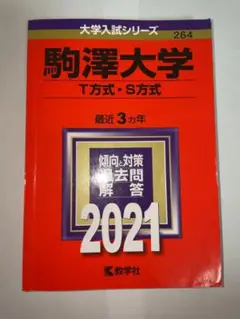 大学入試シリーズ
264
駒澤大学
T方式・S方式
最近3カ年
傾向と対策
過去問
解答
2021
教学社